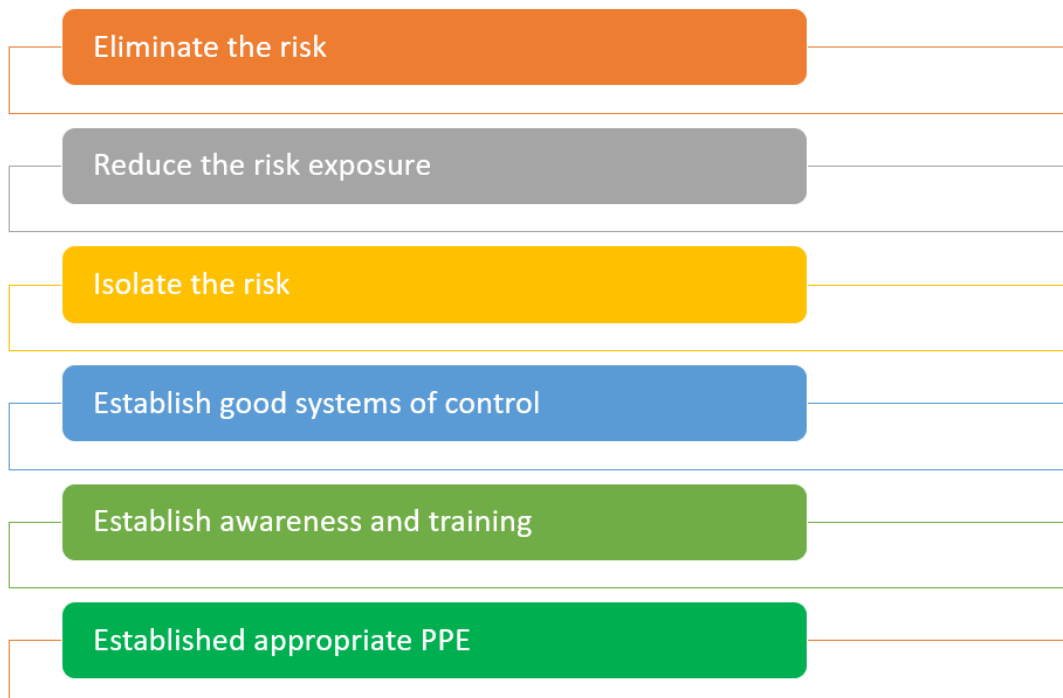 Eliminate the risk
Reduce the risk exposure
Isolate the risk
Establish good systems of control
Establish awareness and training
Established appropriate PPE